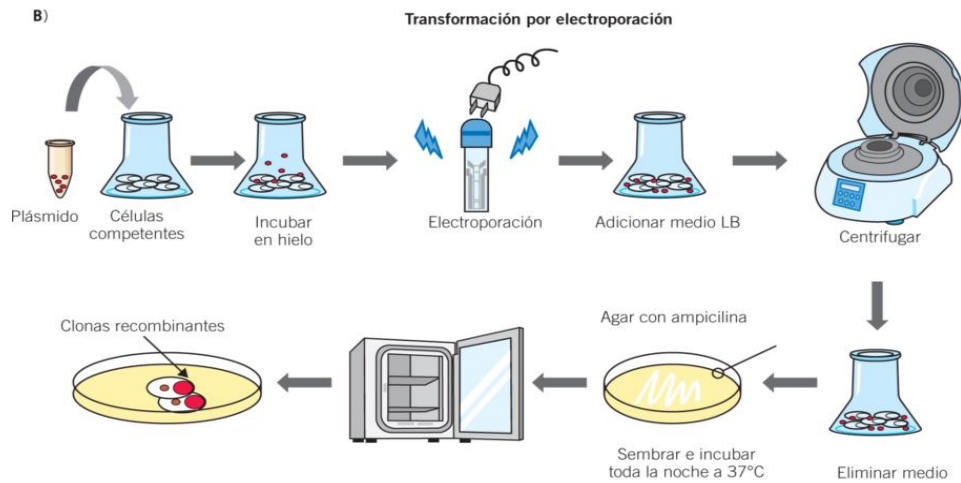 B)
Transformación por electroporación
Plásmido
Células
competentes
Incubar
en hielo
Electroporación
Adicionar medio LB
Centrifugar
Clonas recombinantes
Agar con ampicilina
Sembrar e incubar
toda la noche a 37°C
Eliminar medio